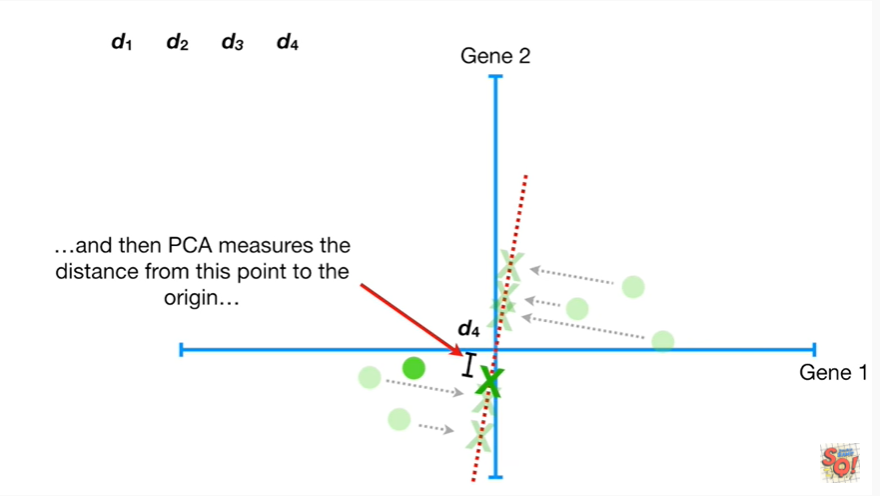 d₁ d₂ d₃ d₄
Gene 2
…and then PCA measures the
distance from this point to the
origin…
d₄
Gene 1
SQ!